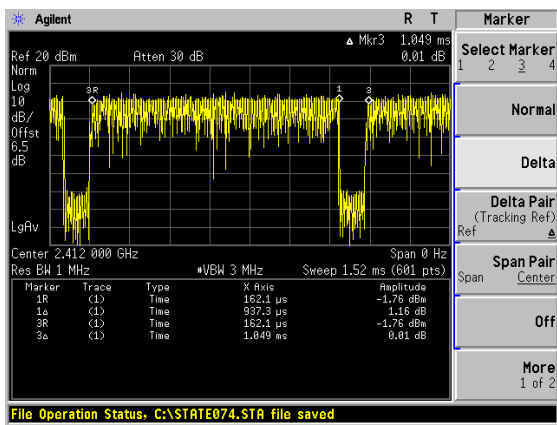 Agilent R T Marker
Δ Mkr3 1.049 ms
Ref 20 dBm Atten 30 dB 0.01 dB
Norm
Log
10
dB/
Offst
6.5
dB
LgAv
3R
1
3
Center 2.412 000 GHz Span 0 Hz
Res BW 1 MHz #VBW 3 MHz Sweep 1.52 ms (601 pts)
Marker Trace Type X Axis Amplitude
1R (1) Time 162.1 µs -1.76 dBm
1Δ (1) Time 937.3 µs 1.16 dB
3R (1) Time 162.1 µs -1.76 dBm
3Δ (1) Time 1.049 ms 0.01 dB
File Operation Status, C:\STATE074.STA file saved
Select Marker
1 2 3 4
Normal
Delta
Delta Pair
(Tracking Ref)
Ref Δ
Span Pair
Span Center
Off
More
1 of 2